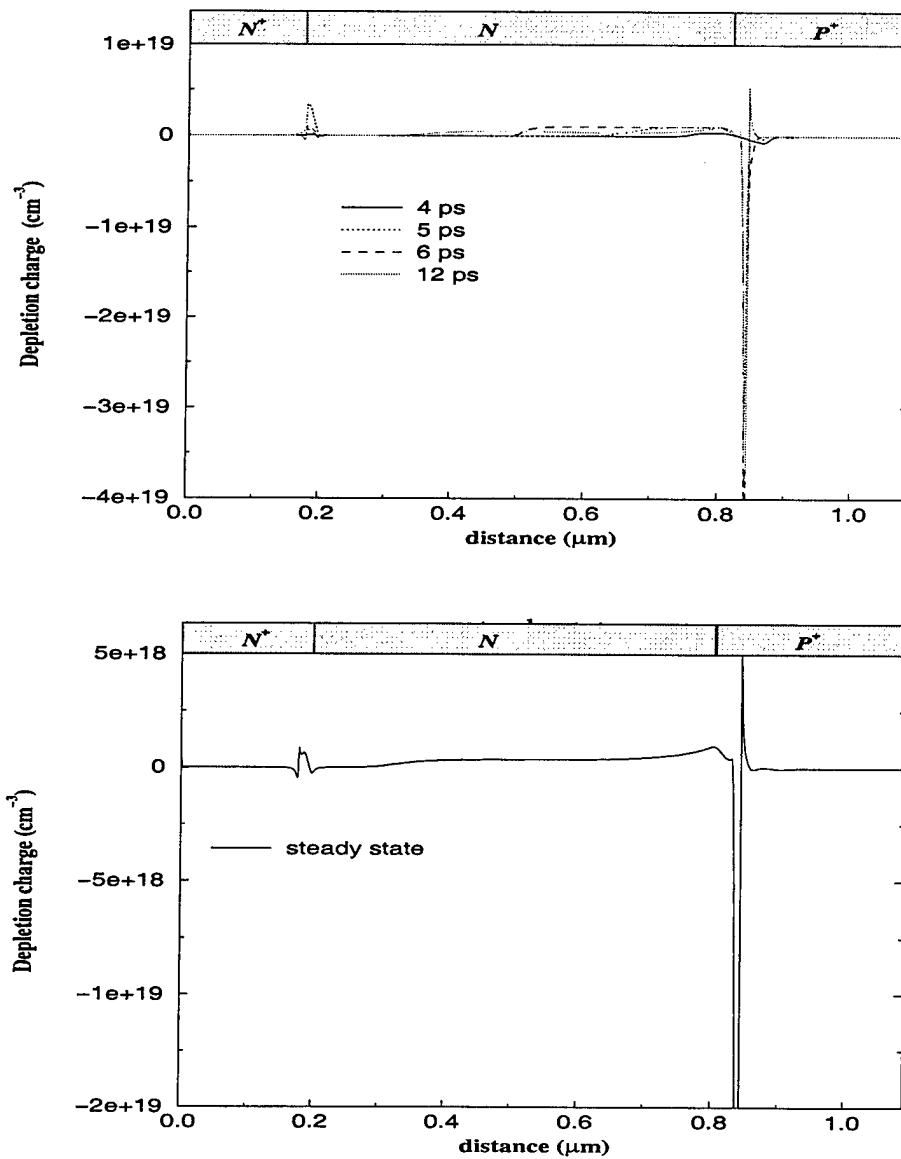 N+ N P+
1e+19
0
−1e+19
−2e+19
−3e+19
−4e+19
Depletion charge (cm-3)
4 ps
5 ps
6 ps
12 ps
0.0 0.2 0.4 0.6 0.8 1.0
distance (μm)
N+ N P+
5e+18
0
−5e+18
−1e+19
−2e+19
Depletion charge (cm-3)
steady state
0.0 0.2 0.4 0.6 0.8 1.0
distance (μm)